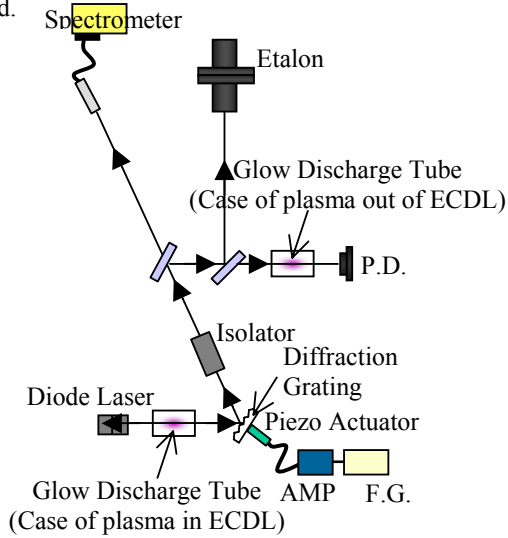 d.
Spectrometer
Etalon
Glow Discharge Tube
(Case of plasma out of ECDL)
P.D.
Isolator
Diffraction
Grating
Diode Laser
Piezo Actuator
Glow Discharge Tube
(Case of plasma in ECDL)
AMP
F.G.